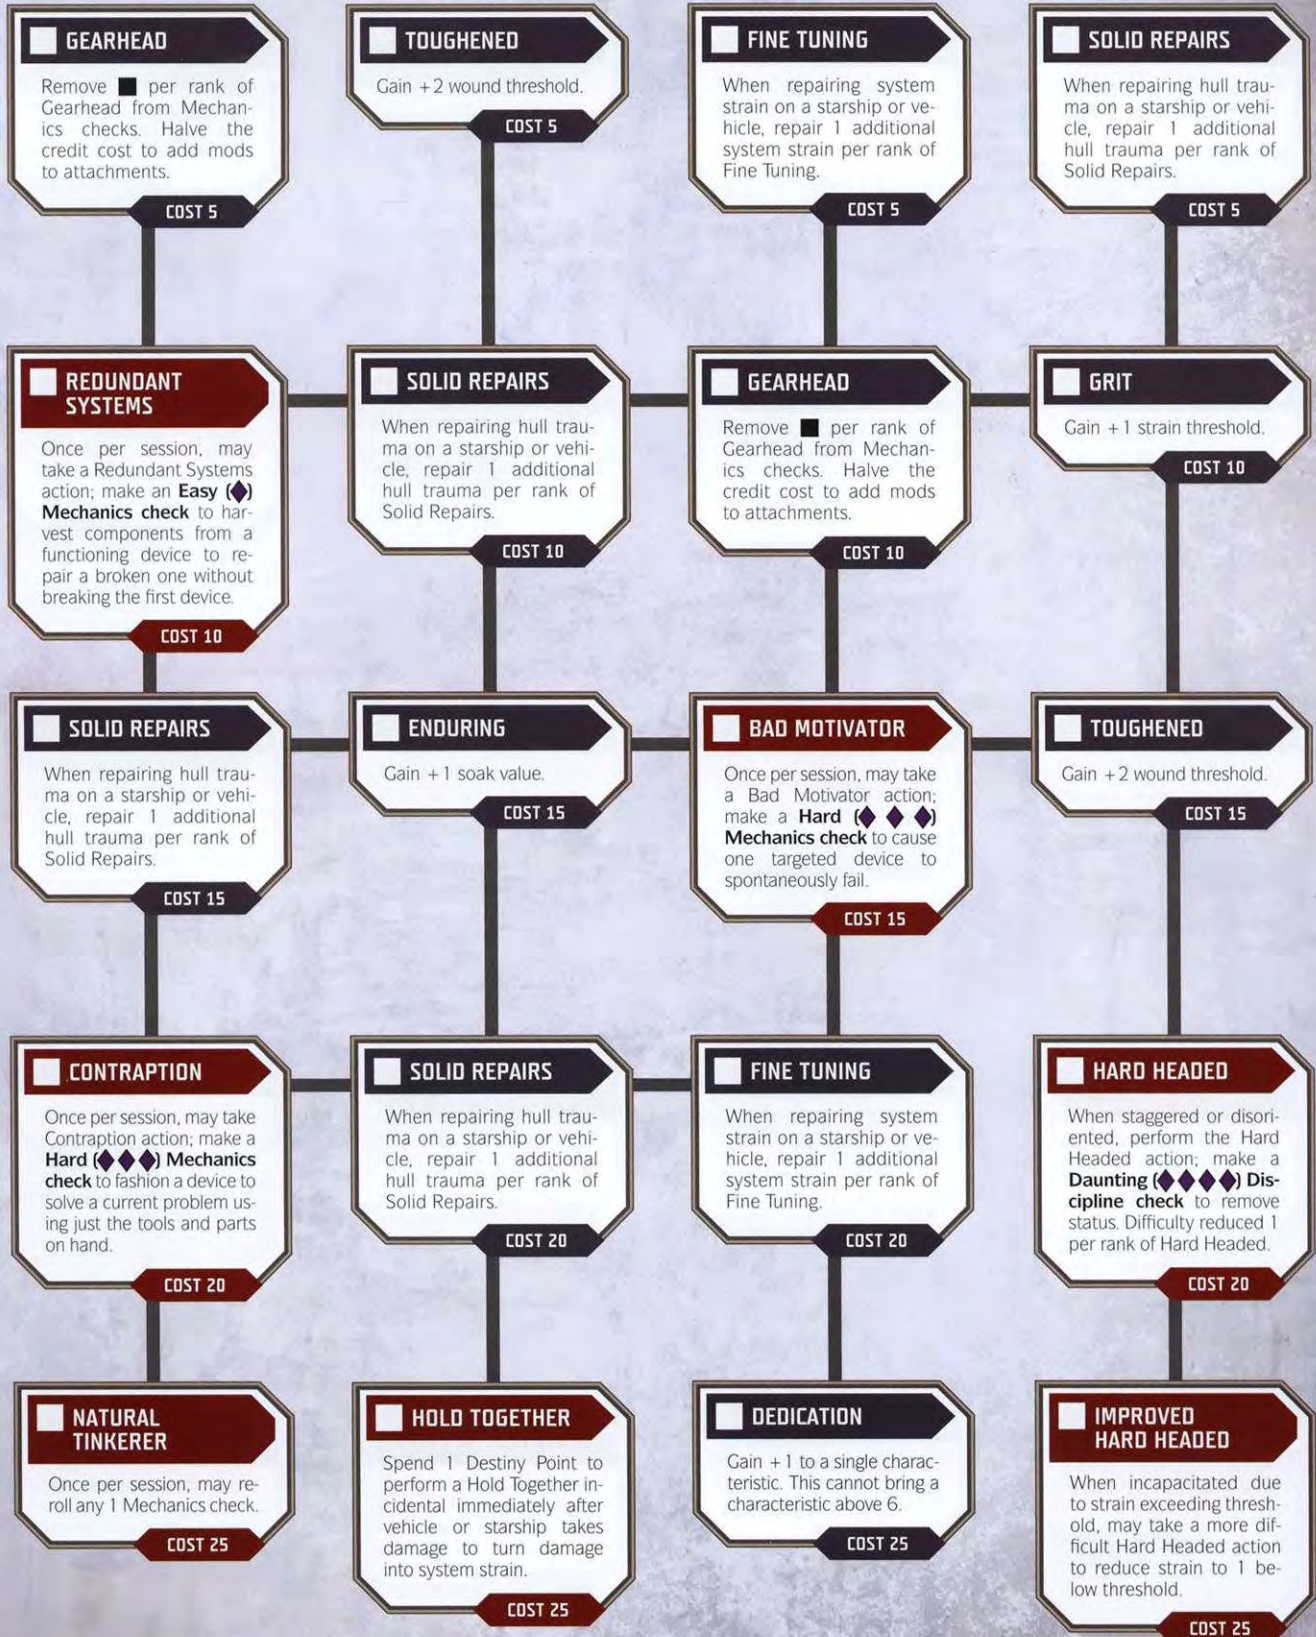 GEARHEAD
Remove ■ per rank of
Gearhead from Mechan-
ics checks. Halve the
credit cost to add mods
to attachments.
COST 5
TOUGHENED
Gain +2 wound threshold.
COST 5
FINE TUNING
When repairing system
strain on a starship or ve-
hicle, repair 1 additional
system strain per rank of
Fine Tuning.
COST 5
SOLID REPAIRS
When repairing hull trau-
ma on a starship or vehi-
cle, repair 1 additional
hull trauma per rank of
Solid Repairs.
COST 5
REDUNDANT
SYSTEMS
Once per session, may
take a Redundant Systems
action; make an Easy (◆)
Mechanics check to har-
vest components from a
functioning device to re-
pair a broken one without
breaking the first device.
COST 10
SOLID REPAIRS
When repairing hull trau-
ma on a starship or vehi-
cle, repair 1 additional
hull trauma per rank of
Solid Repairs.
COST 10
GEARHEAD
Remove ■ per rank of
Gearhead from Mechan-
ics checks. Halve the
credit cost to add mods
to attachments.
COST 10
GRIT
Gain +1 strain threshold.
COST 10
SOLID REPAIRS
When repairing hull trau-
ma on a starship or vehi-
cle, repair 1 additional
hull trauma per rank of
Solid Repairs.
COST 15
ENDURING
Gain +1 soak value.
COST 15
BAD MOTIVATOR
Once per session, may take
a Bad Motivator action;
make a Hard (◆ ◆ ◆)
Mechanics check to cause
one targeted device to
spontaneously fail.
COST 15
TOUGHENED
Gain +2 wound threshold.
COST 15
CONTRAPTION
Once per session, may take
Contraption action; make a
Hard (◆◆◆) Mechanics
check to fashion a device to
solve a current problem us-
ing just the tools and parts
on hand.
COST 20
SOLID REPAIRS
When repairing hull trau-
ma on a starship or vehi-
cle, repair 1 additional
hull trauma per rank of
Solid Repairs.
COST 20
FINE TUNING
When repairing system
strain on a starship or ve-
hicle, repair 1 additional
system strain per rank of
Fine Tuning.
COST 20
HARD HEADED
When staggered or disori-
ented, perform the Hard
Headed action; make a
Daunting (◆◆◆◆) Dis-
cipline check to remove
status. Difficulty reduced 1
per rank of Hard Headed.
COST 20
NATURAL
TINKERER
Once per session, may re-
roll any 1 Mechanics check.
COST 25
HOLD TOGETHER
Spend 1 Destiny Point to
perform a Hold Together in-
cidental immediately after
vehicle or starship takes
damage to turn damage
into system strain.
COST 25
DEDICATION
Gain +1 to a single charac-
teristic. This cannot bring a
characteristic above 6.
COST 25
IMPROVED
HARD HEADED
When incapacitated due
to strain exceeding thresh-
old, may take a more dif-
ficult Hard Headed action
to reduce strain to 1 be-
low threshold.
COST 25